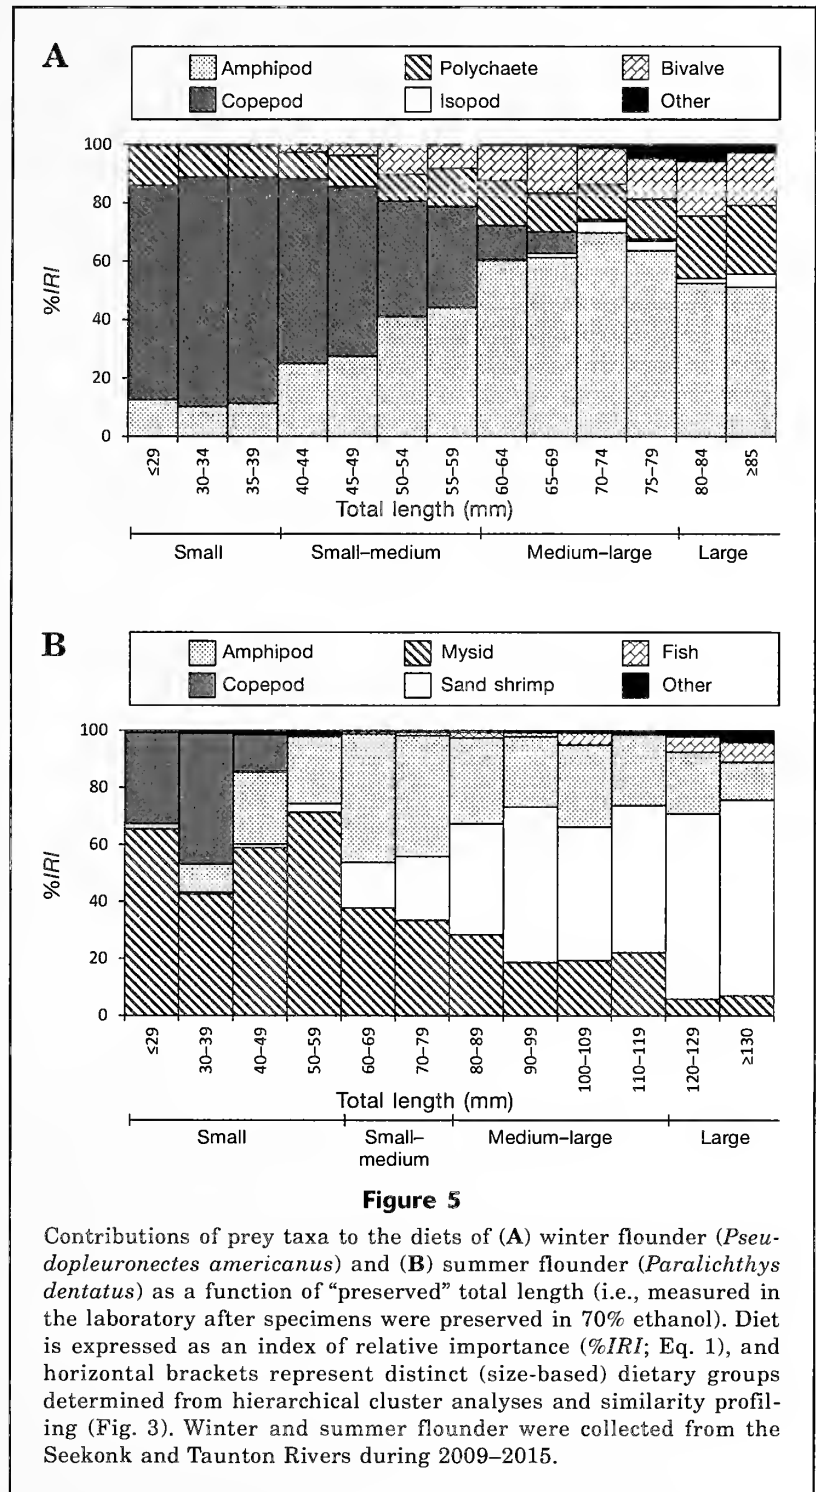 A
Amphipod Polychaete Bivalve
Copepod Isopod Other
100
80
60
40
20
0
%IRI
≤29 30–34 35–39 40–44 45–49 50–54 55–59 60–64 65–69 70–74 75–79 80–84 ≥85
Total length (mm)
Small Small–medium Medium–large Large
B
Amphipod Mysid Fish
Copepod Sand shrimp Other
100
80
60
40
20
0
%IRI
≤29 30–39 40–49 50–59 60–69 70–79 80–89 90–99 100–109 110–119 120–129 ≥130
Total length (mm)
Small Small– Medium–large Large
medium
Figure 5
Contributions of prey taxa to the diets of (A) winter flounder (Pseu-
dopleuronectes americanus) and (B) summer flounder (Paralichthys
dentatus) as a function of "preserved" total length (i.e., measured in
the laboratory after specimens were preserved in 70% ethanol). Diet
is expressed as an index of relative importance (%IRI; Eq. 1), and
horizontal brackets represent distinct (size-based) dietary groups
determined from hierarchical cluster analyses and similarity profil-
ing (Fig. 3). Winter and summer flounder were collected from the
Seekonk and Taunton Rivers during 2009–2015.